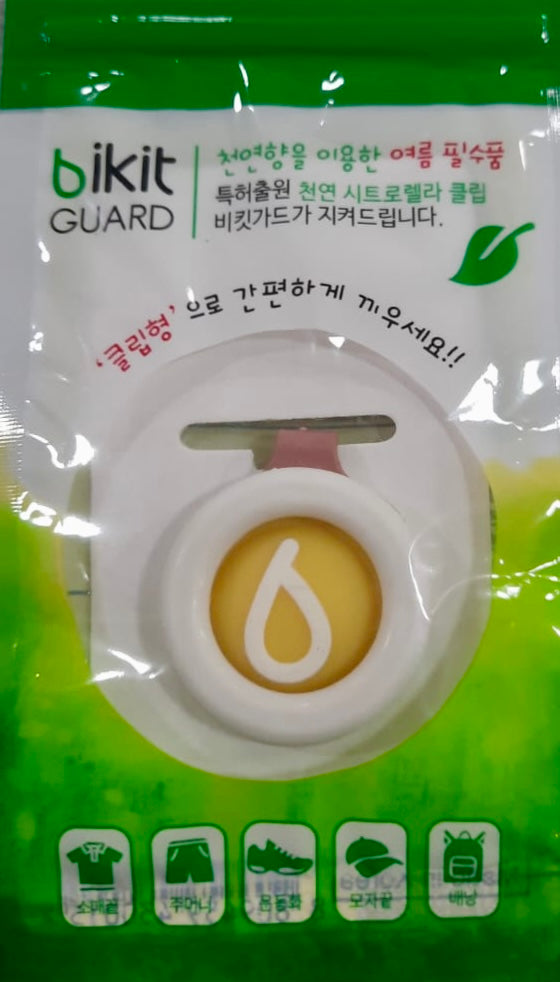 bikit
GUARD
천연향을 이용한 여름 필수품
특허출원 천연 시트로렐라 클립
비킷가드가 지켜드립니다.
'클립형' 으로 간편하게 끼우세요!!
소매끝
주머니
운동화
모자끝
배낭